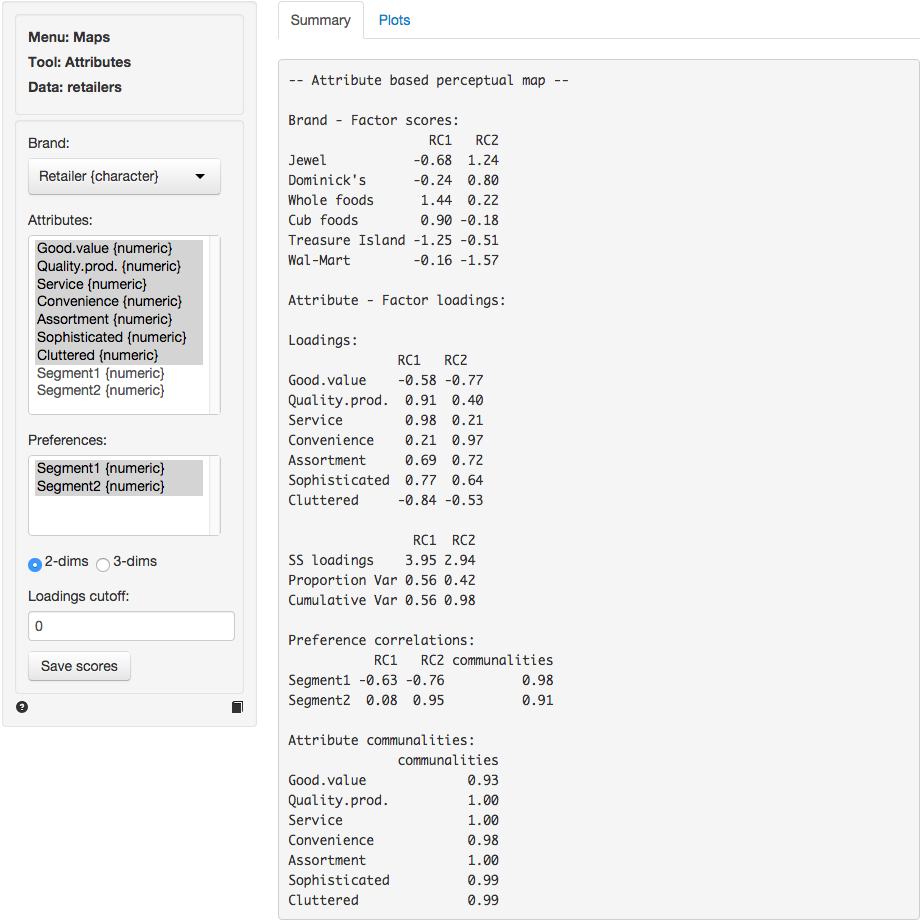 Menu: Maps
Tool: Attributes
Data: retailers
Brand:
Retailer {character}
Attributes:
Good.value {numeric}
Quality.prod. {numeric}
Service {numeric}
Convenience {numeric}
Assortment {numeric}
Sophisticated {numeric}
Cluttered {numeric}
Segment1 {numeric}
Segment2 {numeric}
Preferences:
Segment1 {numeric}
Segment2 {numeric}
2-dims 3-dims
Loadings cutoff:
0
Save scores
?
Summary Plots
-- Attribute based perceptual map --
Brand - Factor scores:
RC1 RC2
Jewel -0.68 1.24
Dominick's -0.24 0.80
Whole foods 1.44 0.22
Cub foods 0.90 -0.18
Treasure Island -1.25 -0.51
Wal-Mart -0.16 -1.57
Attribute - Factor loadings:
Loadings:
RC1 RC2
Good.value -0.58 -0.77
Quality.prod. 0.91 0.40
Service 0.98 0.21
Convenience 0.21 0.97
Assortment 0.69 0.72
Sophisticated 0.77 0.64
Cluttered -0.84 -0.53
RC1 RC2
SS loadings 3.95 2.94
Proportion Var 0.56 0.42
Cumulative Var 0.56 0.98
Preference correlations:
RC1 RC2 communalities
Segment1 -0.63 -0.76 0.98
Segment2 0.08 0.95 0.91
Attribute communalities:
communalities
Good.value 0.93
Quality.prod. 1.00
Service 1.00
Convenience 0.98
Assortment 1.00
Sophisticated 0.99
Cluttered 0.99